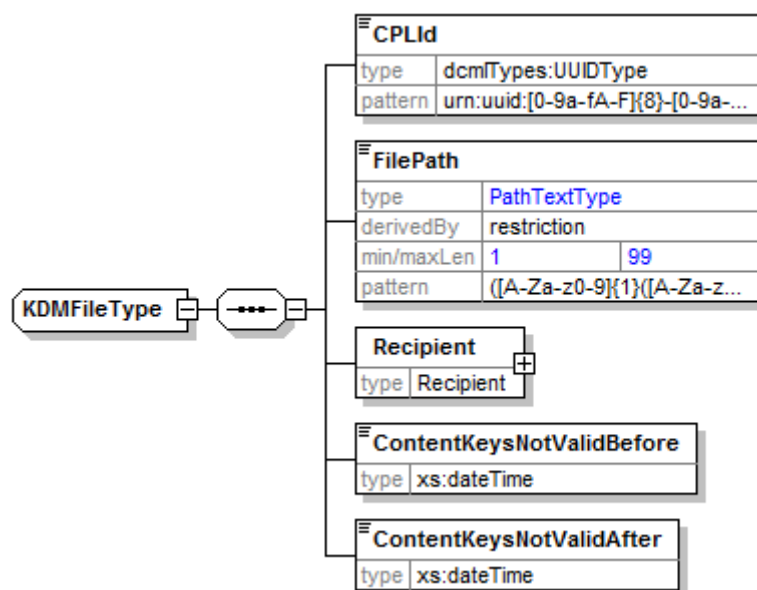 CPLId
type dcmlTypes:UUIDType
pattern urn:uuid:[0-9a-fA-F]{8}-[0-9a-...
FilePath
type PathTextType
derivedBy restriction
min/maxLen 1 99
pattern ([A-Za-z0-9]{1}([A-Za-z...
KDMFileType
Recipient
type Recipient
ContentKeysNotValidBefore
type xs:dateTime
ContentKeysNotValidAfter
type xs:dateTime